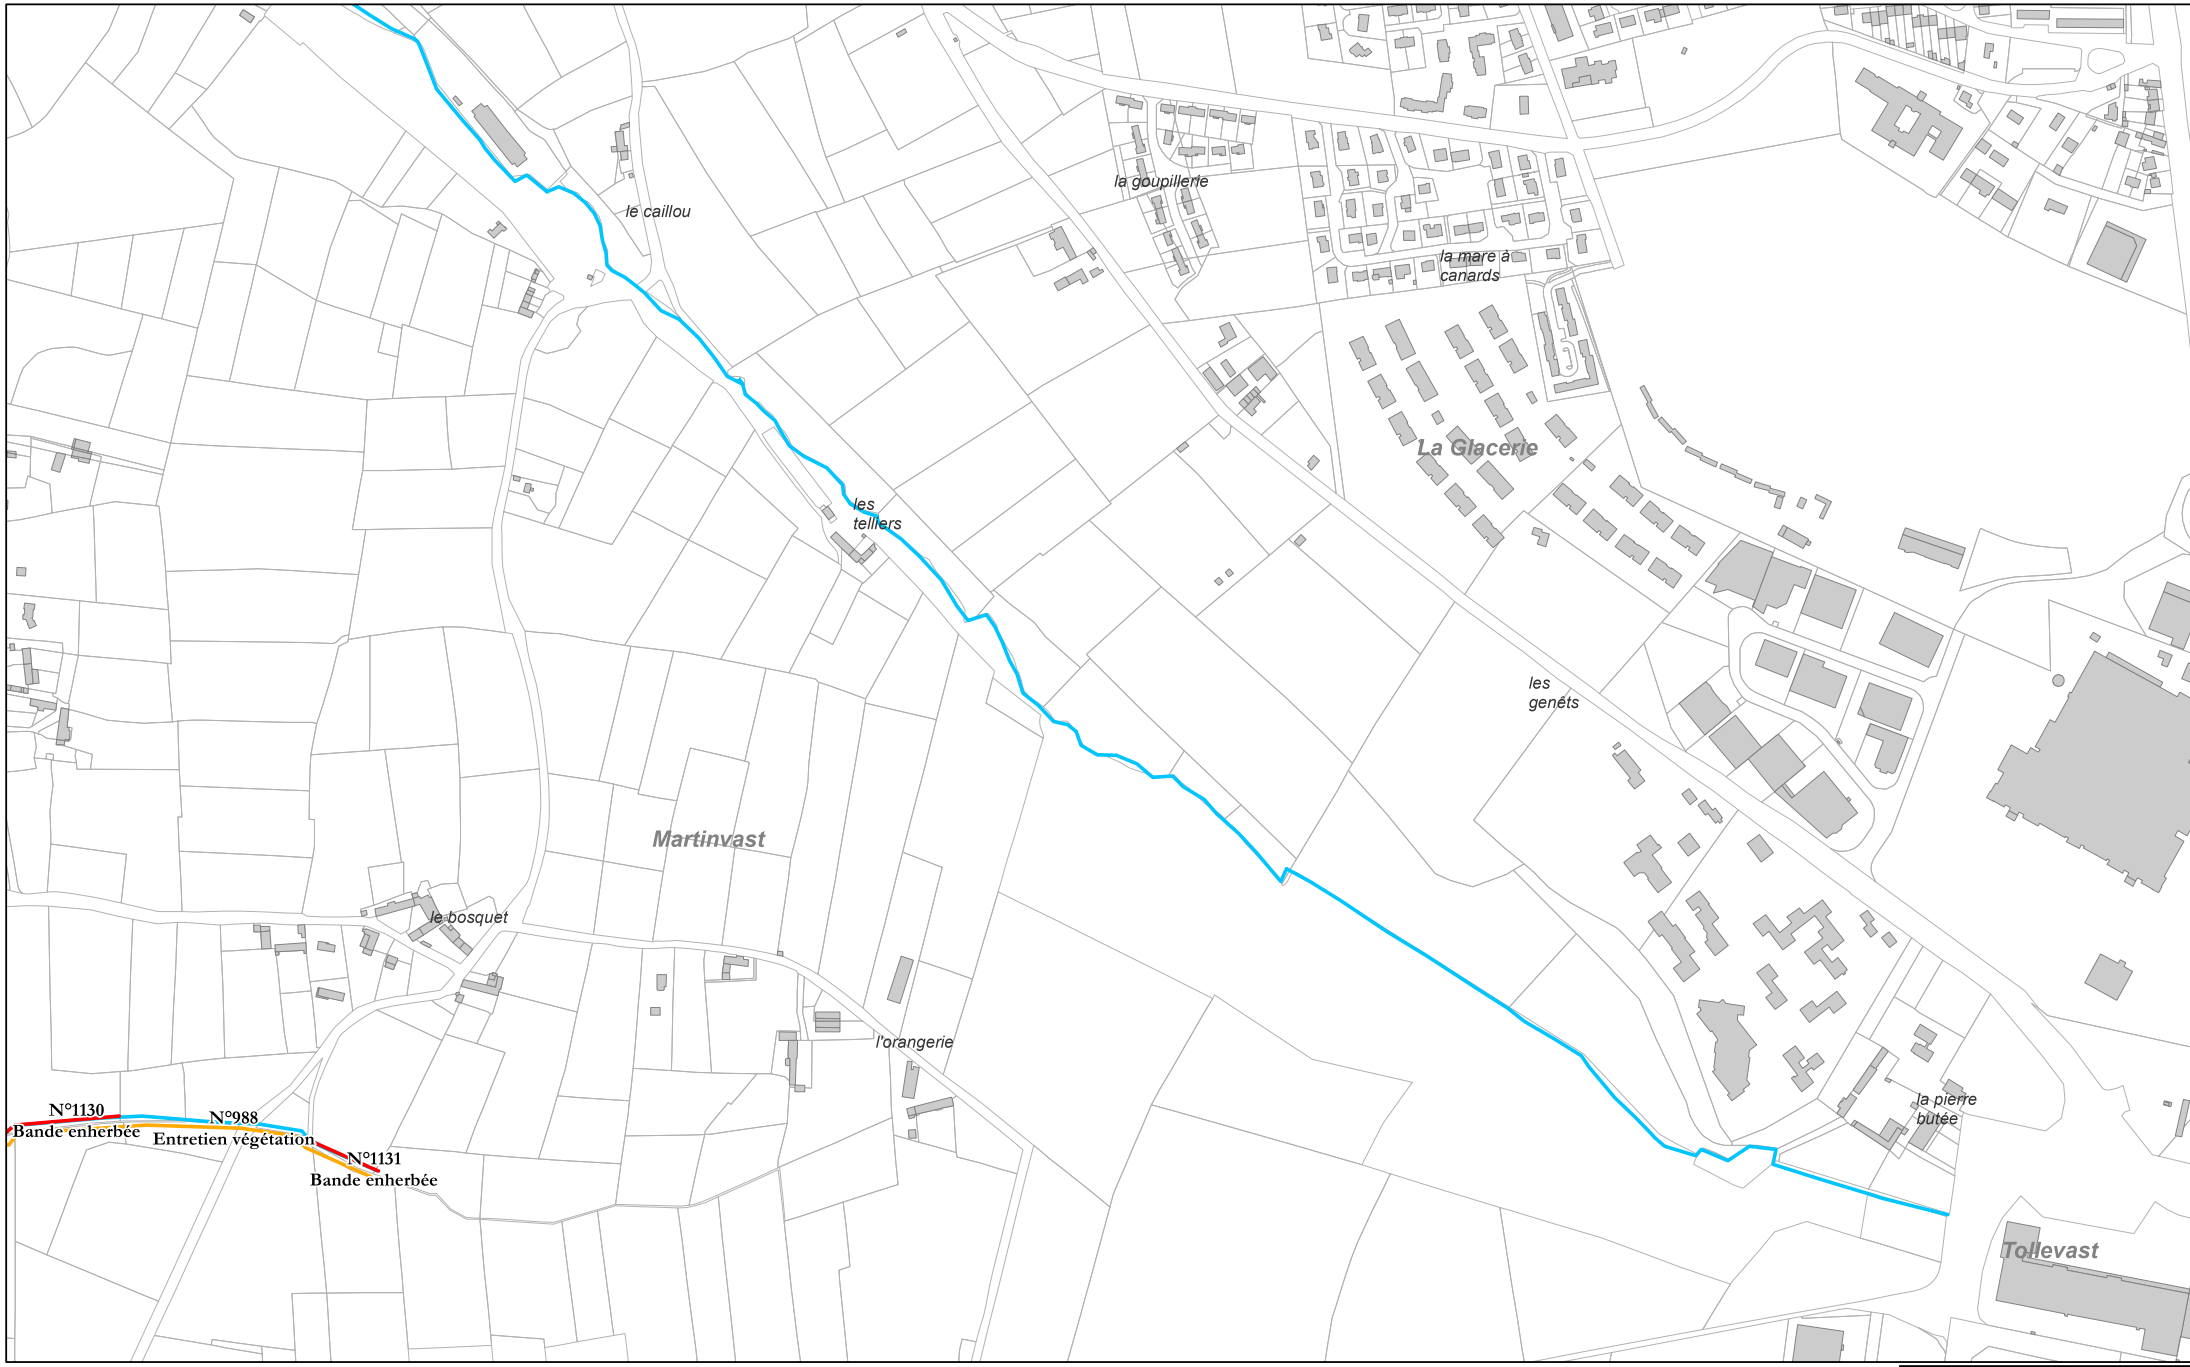 la goupillerie
le caillou
la mare à
canards
La Glacerie
les
telliers
les
genêts
Martinvast
le bosquet
l'orangerie
la pierre
butée
N°1130
Bande enherbée
N°988
Entretien végétation
N°1131
Bande enherbée
Tollevast